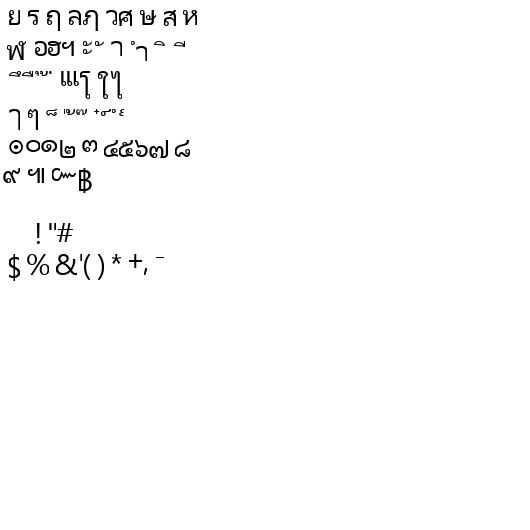 ย ร ฤ ล ฦ ว ศ ษ ส ห
ฬ อ ฮ ฯ ะ ั า ำ ิ ี
ึ ื ุ ู ฺ เ แ โ ใ ไ
ๅ ๆ ็ ่ ้ ๊ ๋ ์ ํ ๎
๏ ๐ ๑ ๒ ๓ ๔ ๕ ๖ ๗ ๘
๙ ๚ ๛ ฿
! " #
$ % & ' ( ) * + , -